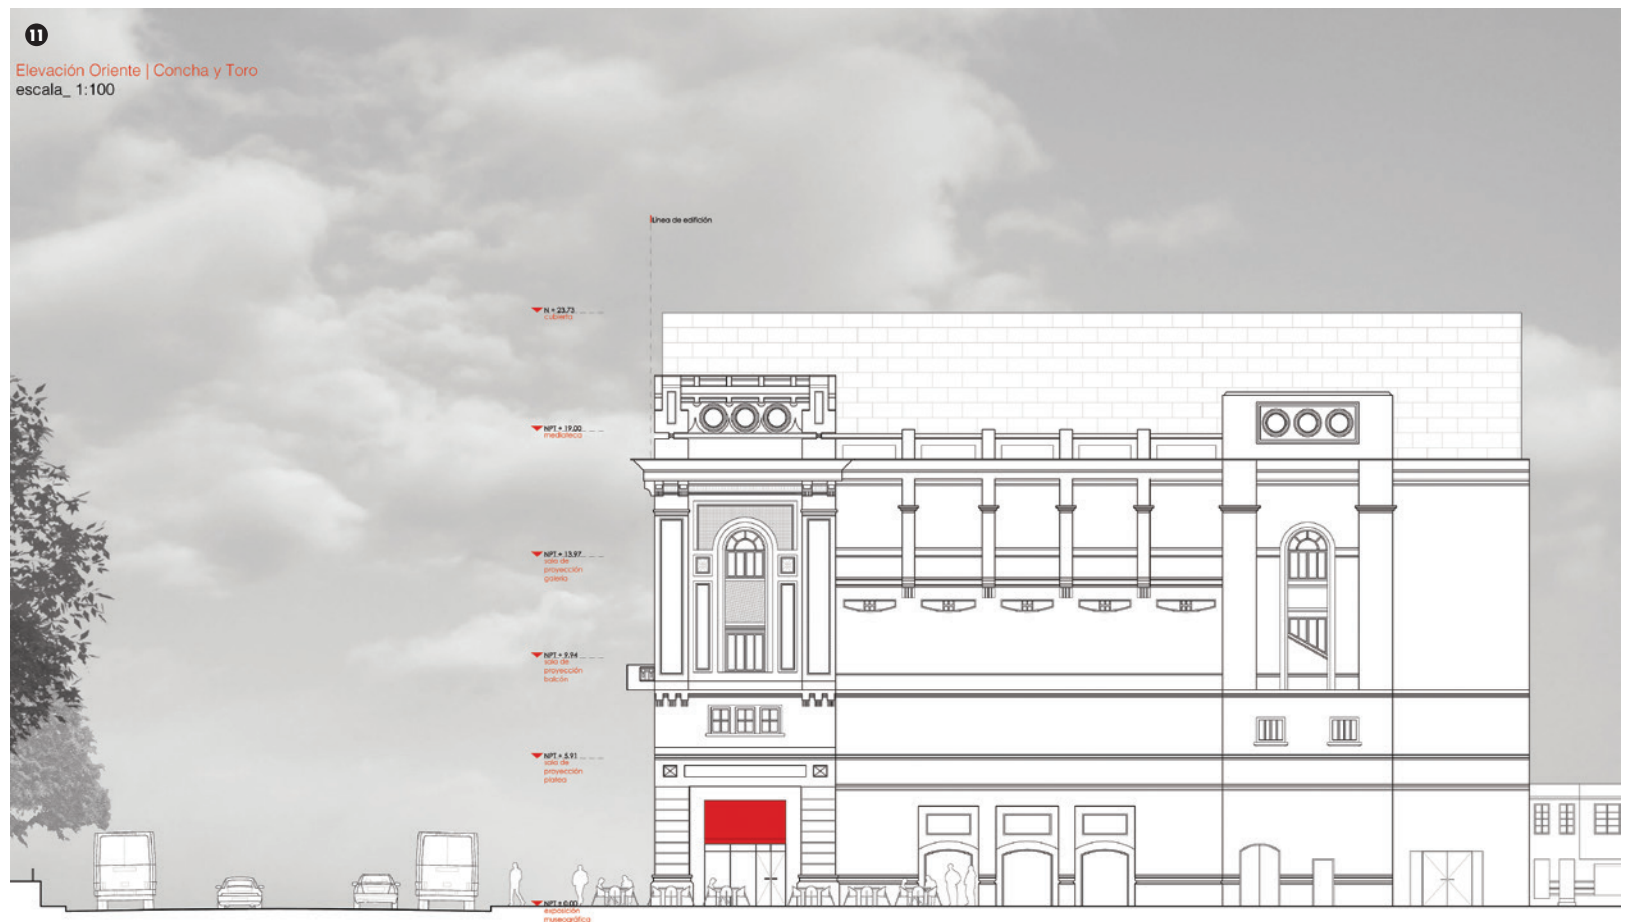 11
Elevación Oriente | Concha y Toro
escala_ 1:100
Línea de edifición
N + 23,73
cubierta
NPT + 19,00
mediateca
NPT + 13,97
sala de
proyección
galería
NPT + 9,94
sala de
proyección
balcón
NPT + 5,91
sala de
proyección
platea
NPT ± 0,00
exposición
museográfica